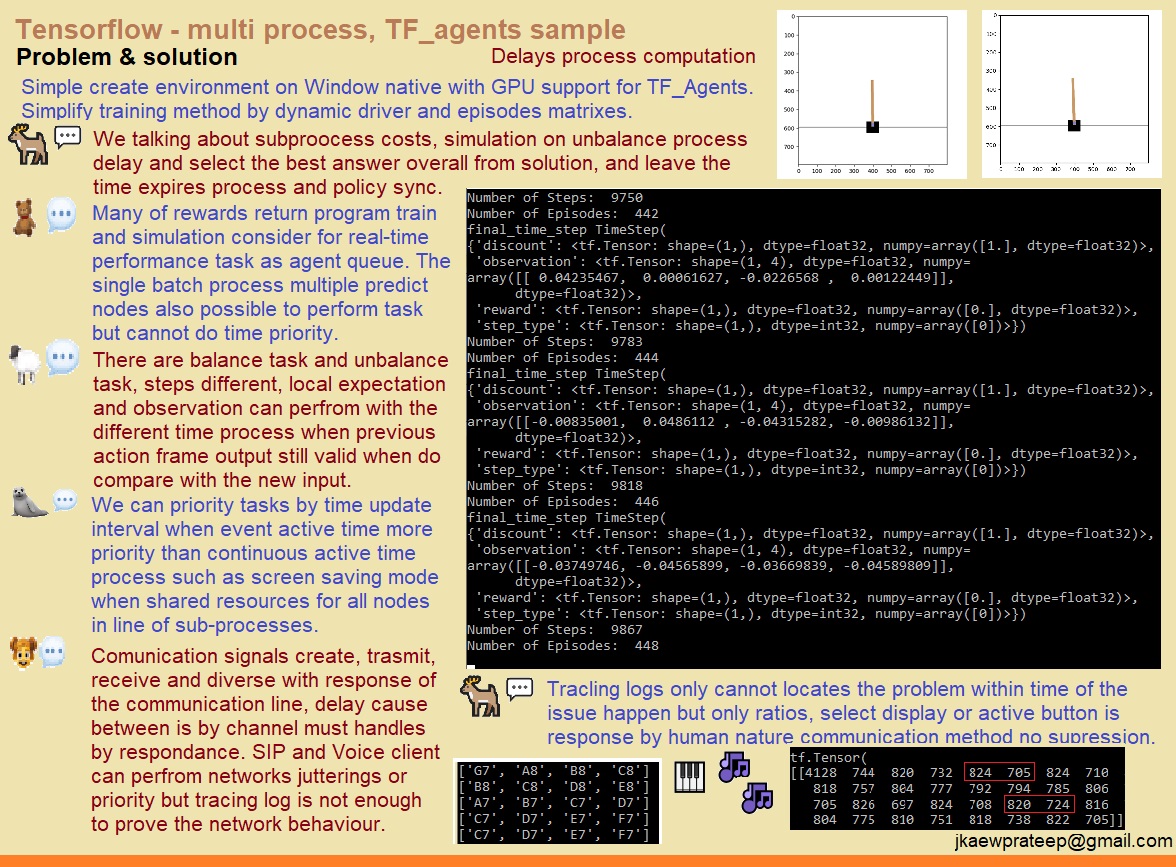 Tensorflow - multi process, TF_agents sample
Problem & solution
Delays process computation
Simple create environment on Window native with GPU support for TF_Agents.
Simplify training method by dynamic driver and episodes matrixes.
We talking about subproocess costs, simulation on unbalance process
delay and select the best answer overall from solution, and leave the
time expires process and policy sync.
Many of rewards return program train
and simulation consider for real-time
performance task as agent queue. The
single batch process multiple predict
nodes also possible to perform task
but cannot do time priority.
There are balance task and unbalance
task, steps different, local expectation
and observation can perfrom with the
different time process when previous
action frame output still valid when do
compare with the new input.
We can priority tasks by time update
interval when event active time more
priority than continuous active time
process such as screen saving mode
when shared resources for all nodes
in line of sub-processes.
Comunication signals create, trasmit,
receive and diverse with response of
the communication line, delay cause
between is by channel must handles
by respondance. SIP and Voice client
can perfrom networks jutterings or
priority but tracing log is not enough
to prove the network behaviour.
0
100
200
300
400
500
600
700
0 100 200 300 400 500 600 700
0
100
200
300
400
500
600
700
0 100 200 300 400 500 600 700
Number of Steps:  9750
Number of Episodes:  442
final_time_step TimeStep(
{'discount': <tf.Tensor: shape=(1,), dtype=float32, numpy=array([1.], dtype=float32)>,
'observation': <tf.Tensor: shape=(1, 4), dtype=float32, numpy=
array([[ 0.04235467,  0.00061627, -0.0226568 ,  0.00122449]],
dtype=float32)>,
'reward': <tf.Tensor: shape=(1,), dtype=float32, numpy=array([0.], dtype=float32)>,
'step_type': <tf.Tensor: shape=(1,), dtype=int32, numpy=array([0])>})
Number of Steps:  9783
Number of Episodes:  444
final_time_step TimeStep(
{'discount': <tf.Tensor: shape=(1,), dtype=float32, numpy=array([1.], dtype=float32)>,
'observation': <tf.Tensor: shape=(1, 4), dtype=float32, numpy=
array([[-0.00835001,  0.0486112 , -0.04315282, -0.00986132]],
dtype=float32)>,
'reward': <tf.Tensor: shape=(1,), dtype=float32, numpy=array([0.], dtype=float32)>,
'step_type': <tf.Tensor: shape=(1,), dtype=int32, numpy=array([0])>})
Number of Steps:  9818
Number of Episodes:  446
final_time_step TimeStep(
{'discount': <tf.Tensor: shape=(1,), dtype=float32, numpy=array([1.], dtype=float32)>,
'observation': <tf.Tensor: shape=(1, 4), dtype=float32, numpy=
array([[-0.03749746, -0.04565899, -0.03669839, -0.04589809]],
dtype=float32)>,
'reward': <tf.Tensor: shape=(1,), dtype=float32, numpy=array([0.], dtype=float32)>,
'step_type': <tf.Tensor: shape=(1,), dtype=int32, numpy=array([0])>})
Number of Steps:  9867
Number of Episodes:  448
Tracling logs only cannot locates the problem within time of the
issue happen but only ratios, select display or active button is
response by human nature communication method no supression.
['G7', 'A8', 'B8', 'C8']
['B8', 'C8', 'D8', 'E8']
['A7', 'B7', 'C7', 'D7']
['C7', 'D7', 'E7', 'F7']
['C7', 'D7', 'E7', 'F7']
tf.Tensor(
[[4128 744 820 732 824 705 824 710
818 757 804 777 792 794 785 806
705 826 697 824 708 820 724 816
804 775 810 751 818 738 822 705]]
jkaewprateep@gmail.com